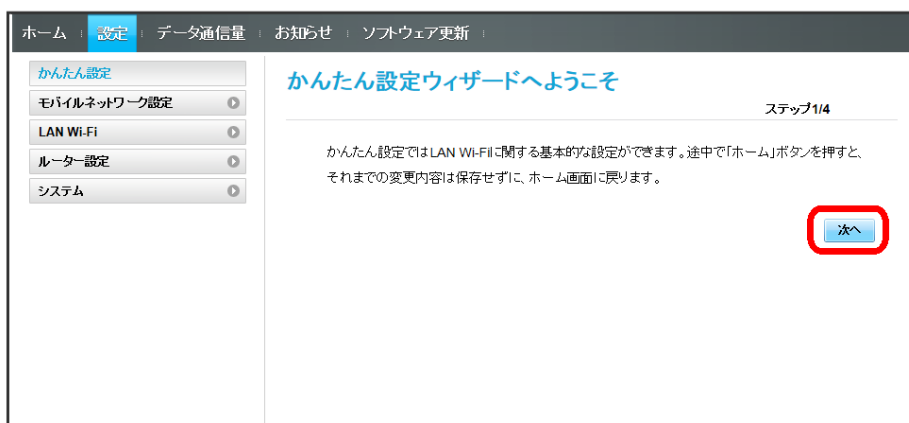 ホーム 設定 データ通信量 お知らせ ソフトウェア更新
かんたん設定
モバイルネットワーク設定
LAN Wi-Fi
ルーター設定
システム
かんたん設定ウィザードへようこそ
ステップ1/4
かんたん設定ではLAN Wi-Fiに関する基本的な設定ができます。途中で「ホーム」ボタンを押すと、
それまでの変更内容は保存せずに、ホーム画面に戻ります。
次へ